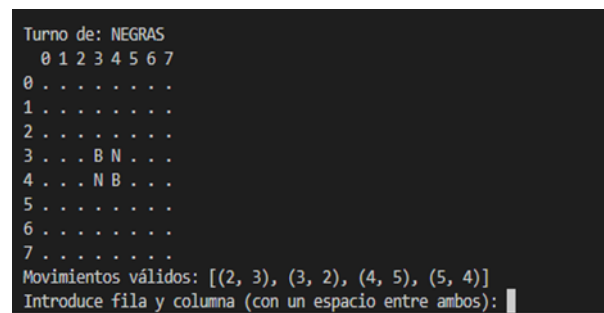 Turno de: NEGRAS
  0 1 2 3 4 5 6 7
0 . . . . . . . .
1 . . . . . . . .
2 . . . . . . . .
3 . . . B N . . .
4 . . . N B . . .
5 . . . . . . . .
6 . . . . . . . .
7 . . . . . . . .
Movimientos válidos: [(2, 3), (3, 2), (4, 5), (5, 4)]
Introduce fila y columna (con un espacio entre ambos):